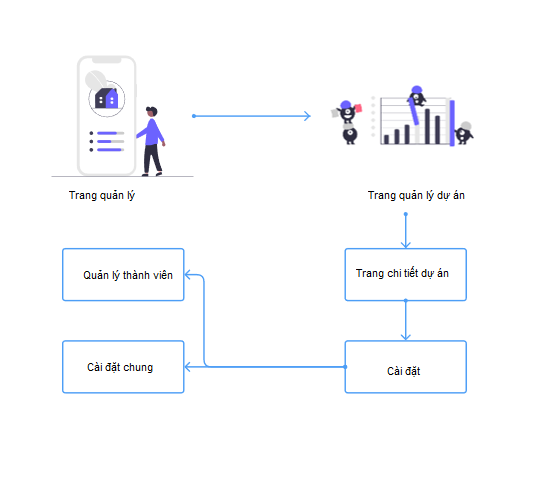 Trang quản lý
Trang quản lý dự án
Quản lý thành viên
Trang chi tiết dự án
Cài đặt chung
Cài đặt